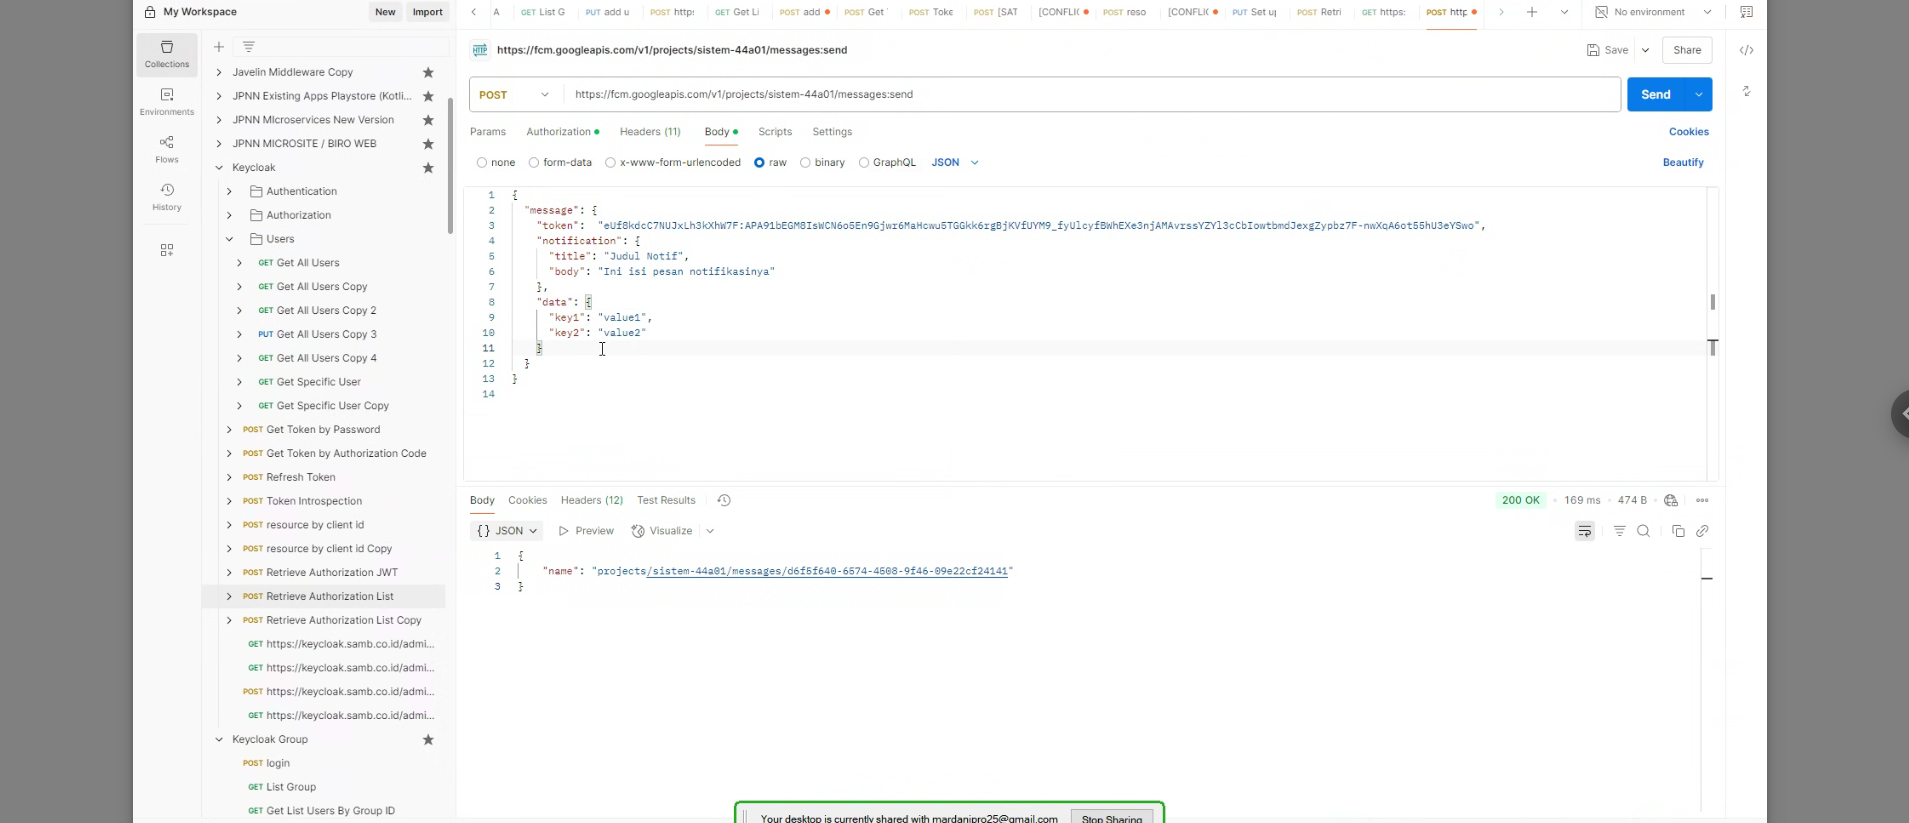 My Workspace
New
Import
A
GET List G
PUT add u
POST http:
GET Get Li
POST add
POST Get
POST Toke
POST [SAT
[CONFLIC
POST reso
[CONFLIC
PUT Set up
POST Retri
GET https:
POST http
No environment
Collections
Environments
Flows
History
Javelin Middleware Copy
JPNN Existing Apps Playstore (Kotli...
JPNN MIcroservices New Version
JPNN MICROSITE / BIRO WEB
Keycloak
Authentication
Authorization
Users
GET Get All Users
GET Get All Users Copy
GET Get All Users Copy 2
PUT Get All Users Copy 3
GET Get All Users Copy 4
GET Get Specific User
GET Get Specific User Copy
POST Get Token by Password
POST Get Token by Authorization Code
POST Refresh Token
POST Token Introspection
POST resource by client id
POST resource by client id Copy
POST Retrieve Authorization JWT
POST Retrieve Authorization List
POST Retrieve Authorization List Copy
GET https://keycloak.samb.co.id/admi...
GET https://keycloak.samb.co.id/admi...
POST https://keycloak.samb.co.id/admi...
GET https://keycloak.samb.co.id/admi...
Keycloak Group
POST login
GET List Group
GET Get List Users By Group ID
HTTP https://fcm.googleapis.com/v1/projects/sistem-44a01/messages:send
Save
Share
</>
POST https://fcm.googleapis.com/v1/projects/sistem-44a01/messages:send
Send
Params Authorization Headers (11) Body Scripts Settings
Cookies
none form-data x-www-form-urlencoded raw binary GraphQL JSON
Beautify
1 {
2 "message": {
3 "token": "eUf8kdcC7NUJxLh3kXhW7F:APA91bEGM8IsWCN6o5En9Gjwr6MaHcwu5TGGkk6rgBjKVfUYM9_fyUlcyfBWhEXe3njAMAvrssYZYl3cCbIowtbmdJexgZypbz7F-nwXqA6ot55hU3eYSwo",
4 "notification": {
5 "title": "Judul Notif",
6 "body": "Ini isi pesan notifikasinya"
7 },
8 "data": {
9 "key1": "value1",
10 "key2": "value2"
11 }
12 }
13 }
14
Body Cookies Headers (12) Test Results
200 OK • 169 ms • 474 B
{} JSON
Preview
Visualize
1 {
2 "name": "projects/sistem-44a01/messages/d6f5f640-6574-4508-9f46-09e22cf24141"
3 }
Your desktop is currently shared with mardanipro25@gmail.com
Stop Sharing